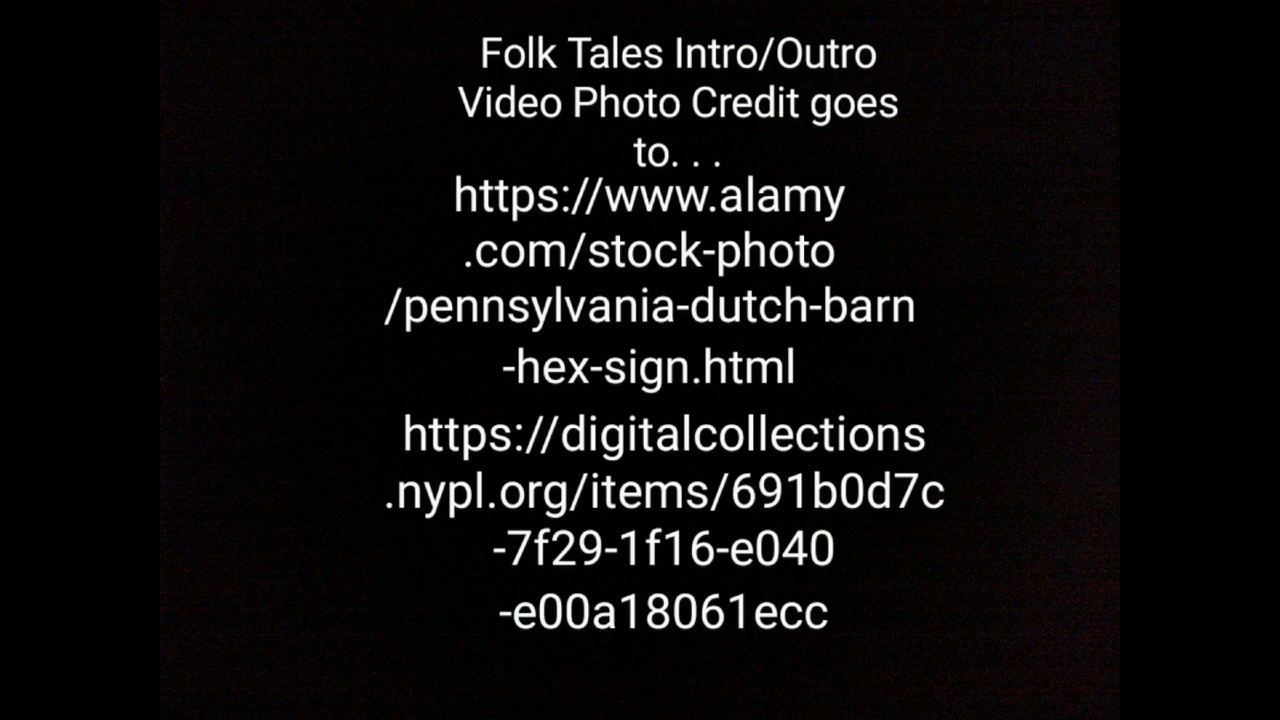 Folk Tales Intro/Outro
Video Photo Credit goes
to. . .
https://www.alamy
.com/stock-photo
/pennsylvania-dutch-barn
-hex-sign.html
https://digitalcollections
.nypl.org/items/691b0d7c
-7f29-1f16-e040
-e00a18061ecc